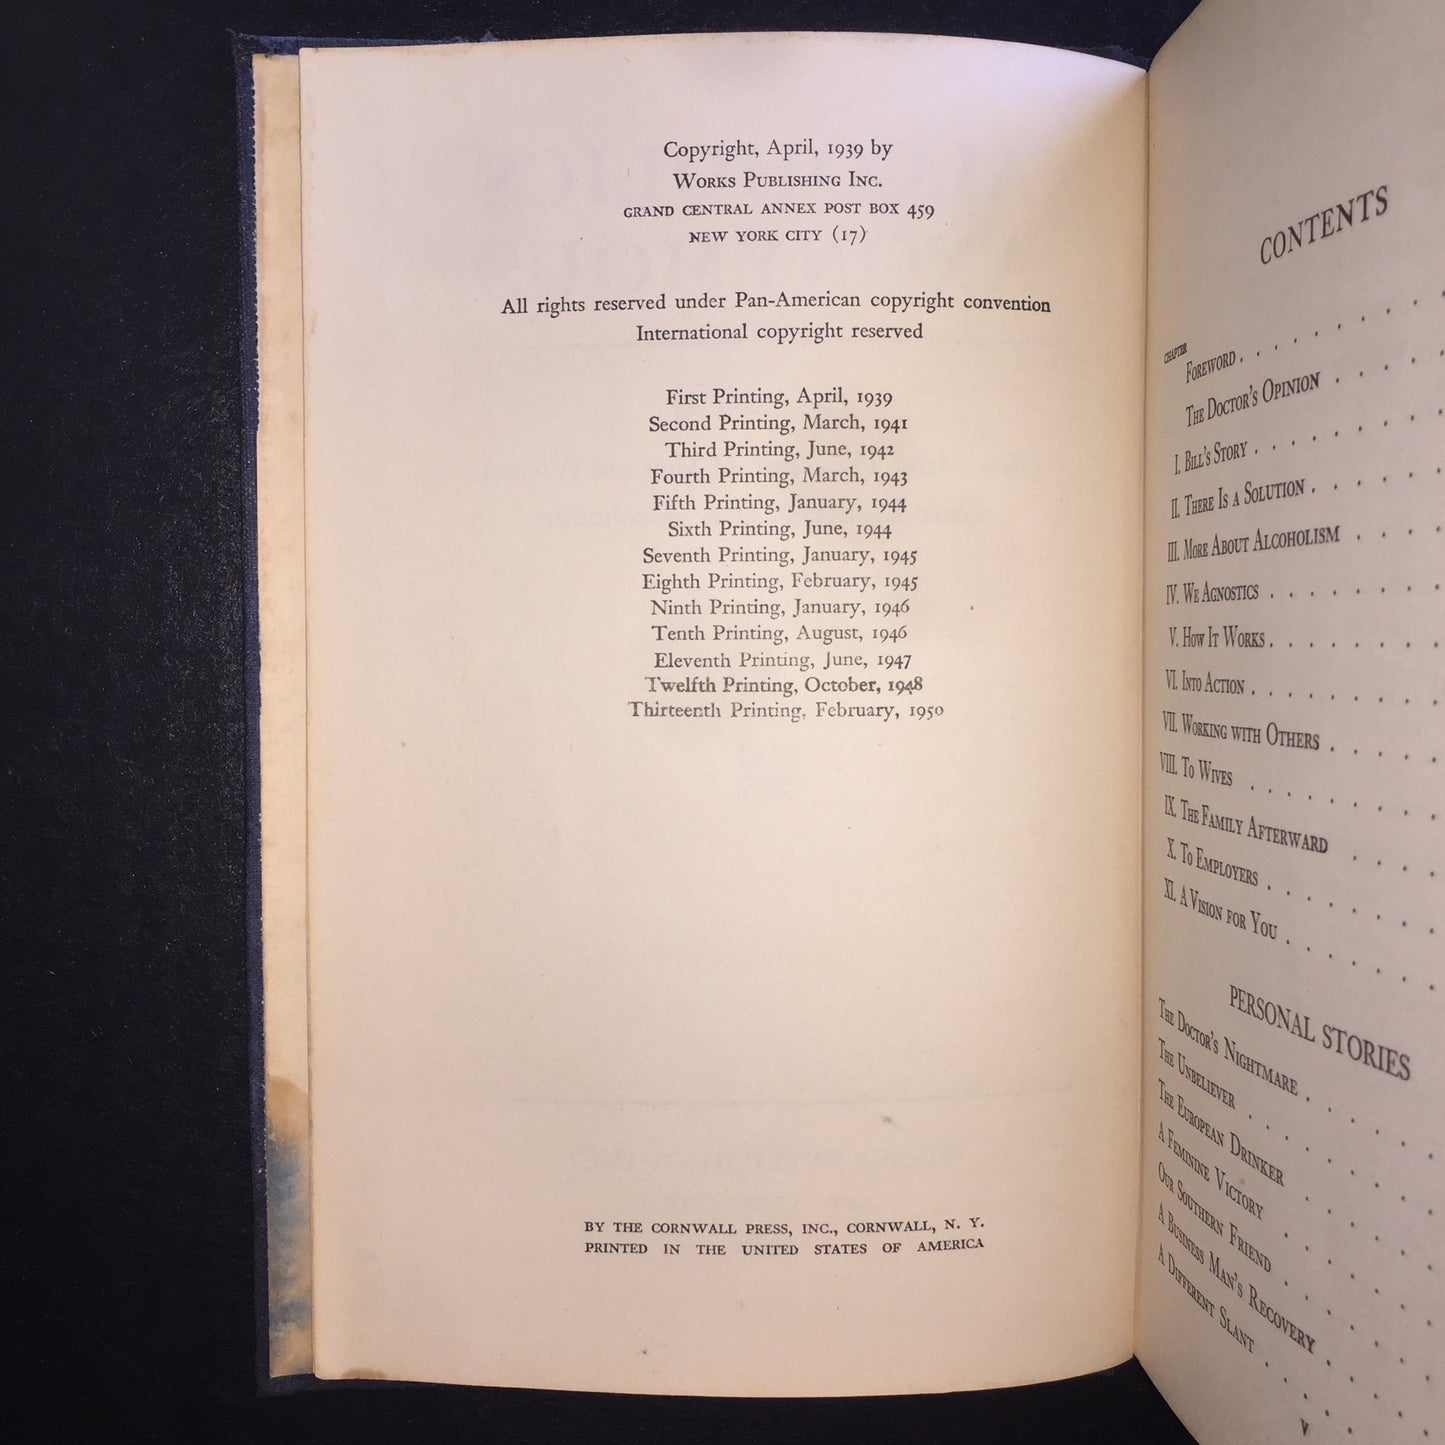 Copyright, April, 1939 by
Works Publishing Inc.
GRAND CENTRAL ANNEX POST BOX 459
NEW YORK CITY (17)
All rights reserved under Pan-American copyright convention
International copyright reserved
First Printing, April, 1939
Second Printing, March, 1941
Third Printing, June, 1942
Fourth Printing, March, 1943
Fifth Printing, January, 1944
Sixth Printing, June, 1944
Seventh Printing, January, 1945
Eighth Printing, February, 1945
Ninth Printing, January, 1946
Tenth Printing, August, 1946
Eleventh Printing, June, 1947
Twelfth Printing, October, 1948
Thirteenth Printing, February, 1950
BY THE CORNWALL PRESS, INC., CORNWALL, N. Y.
PRINTED IN THE UNITED STATES OF AMERICA
CONTENTS
CHAPTER
Foreword . . . . . . . .
The Doctor's Opinion . . . .
I. Bill's Story . . . . . . .
II. There Is a Solution . . . . .
III. More About Alcoholism . . . .
IV. We Agnostics . . . . . . .
V. How It Works . . . . . . .
VI. Into Action . . . . . . . .
VII. Working with Others . . . . .
VIII. To Wives . . . . . . . .
IX. The Family Afterward . . . .
X. To Employers . . . . . . .
XI. A Vision for You . . . . . .
PERSONAL STORIES
The Doctor's Nightmare . . . . .
The Unbeliever . . . . . . .
The European Drinker . . . . .
A Feminine Victory . . . . . .
Our Southern Friend . . . . . .
A Business Man's Recovery . . . .
A Different Slant . . . . . .
v